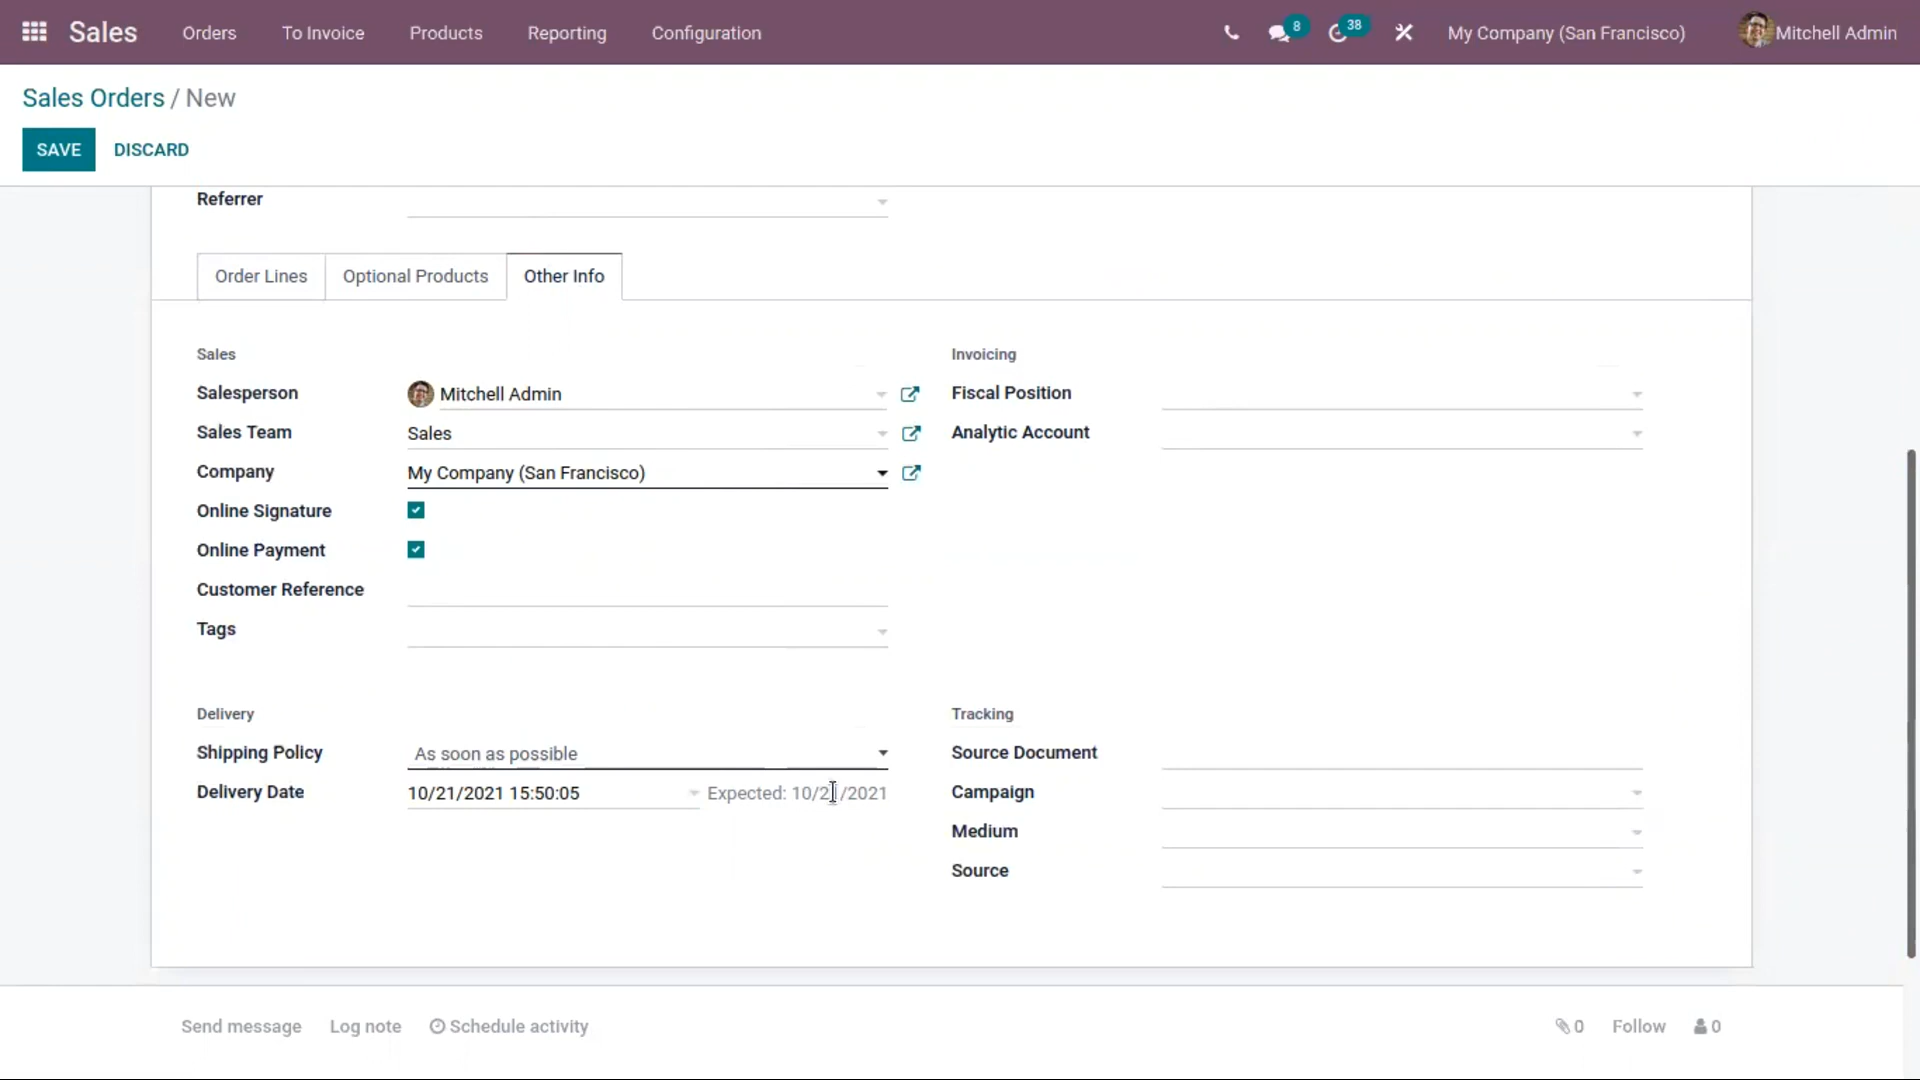 Sales Orders To Invoice Products Reporting Configuration 8 38 My Company (San Francisco) Mitchell Admin
Sales Orders / New
SAVE DISCARD
Referrer
Order Lines Optional Products Other Info
Sales Invoicing
Salesperson Mitchell Admin Fiscal Position
Sales Team Sales Analytic Account
Company My Company (San Francisco)
Online Signature
Online Payment
Customer Reference
Tags
Delivery Tracking
Shipping Policy As soon as possible Source Document
Delivery Date 10/21/2021 15:50:05 Expected: 10/21/2021 Campaign
Medium
Source
Send message Log note Schedule activity 0 Follow 0